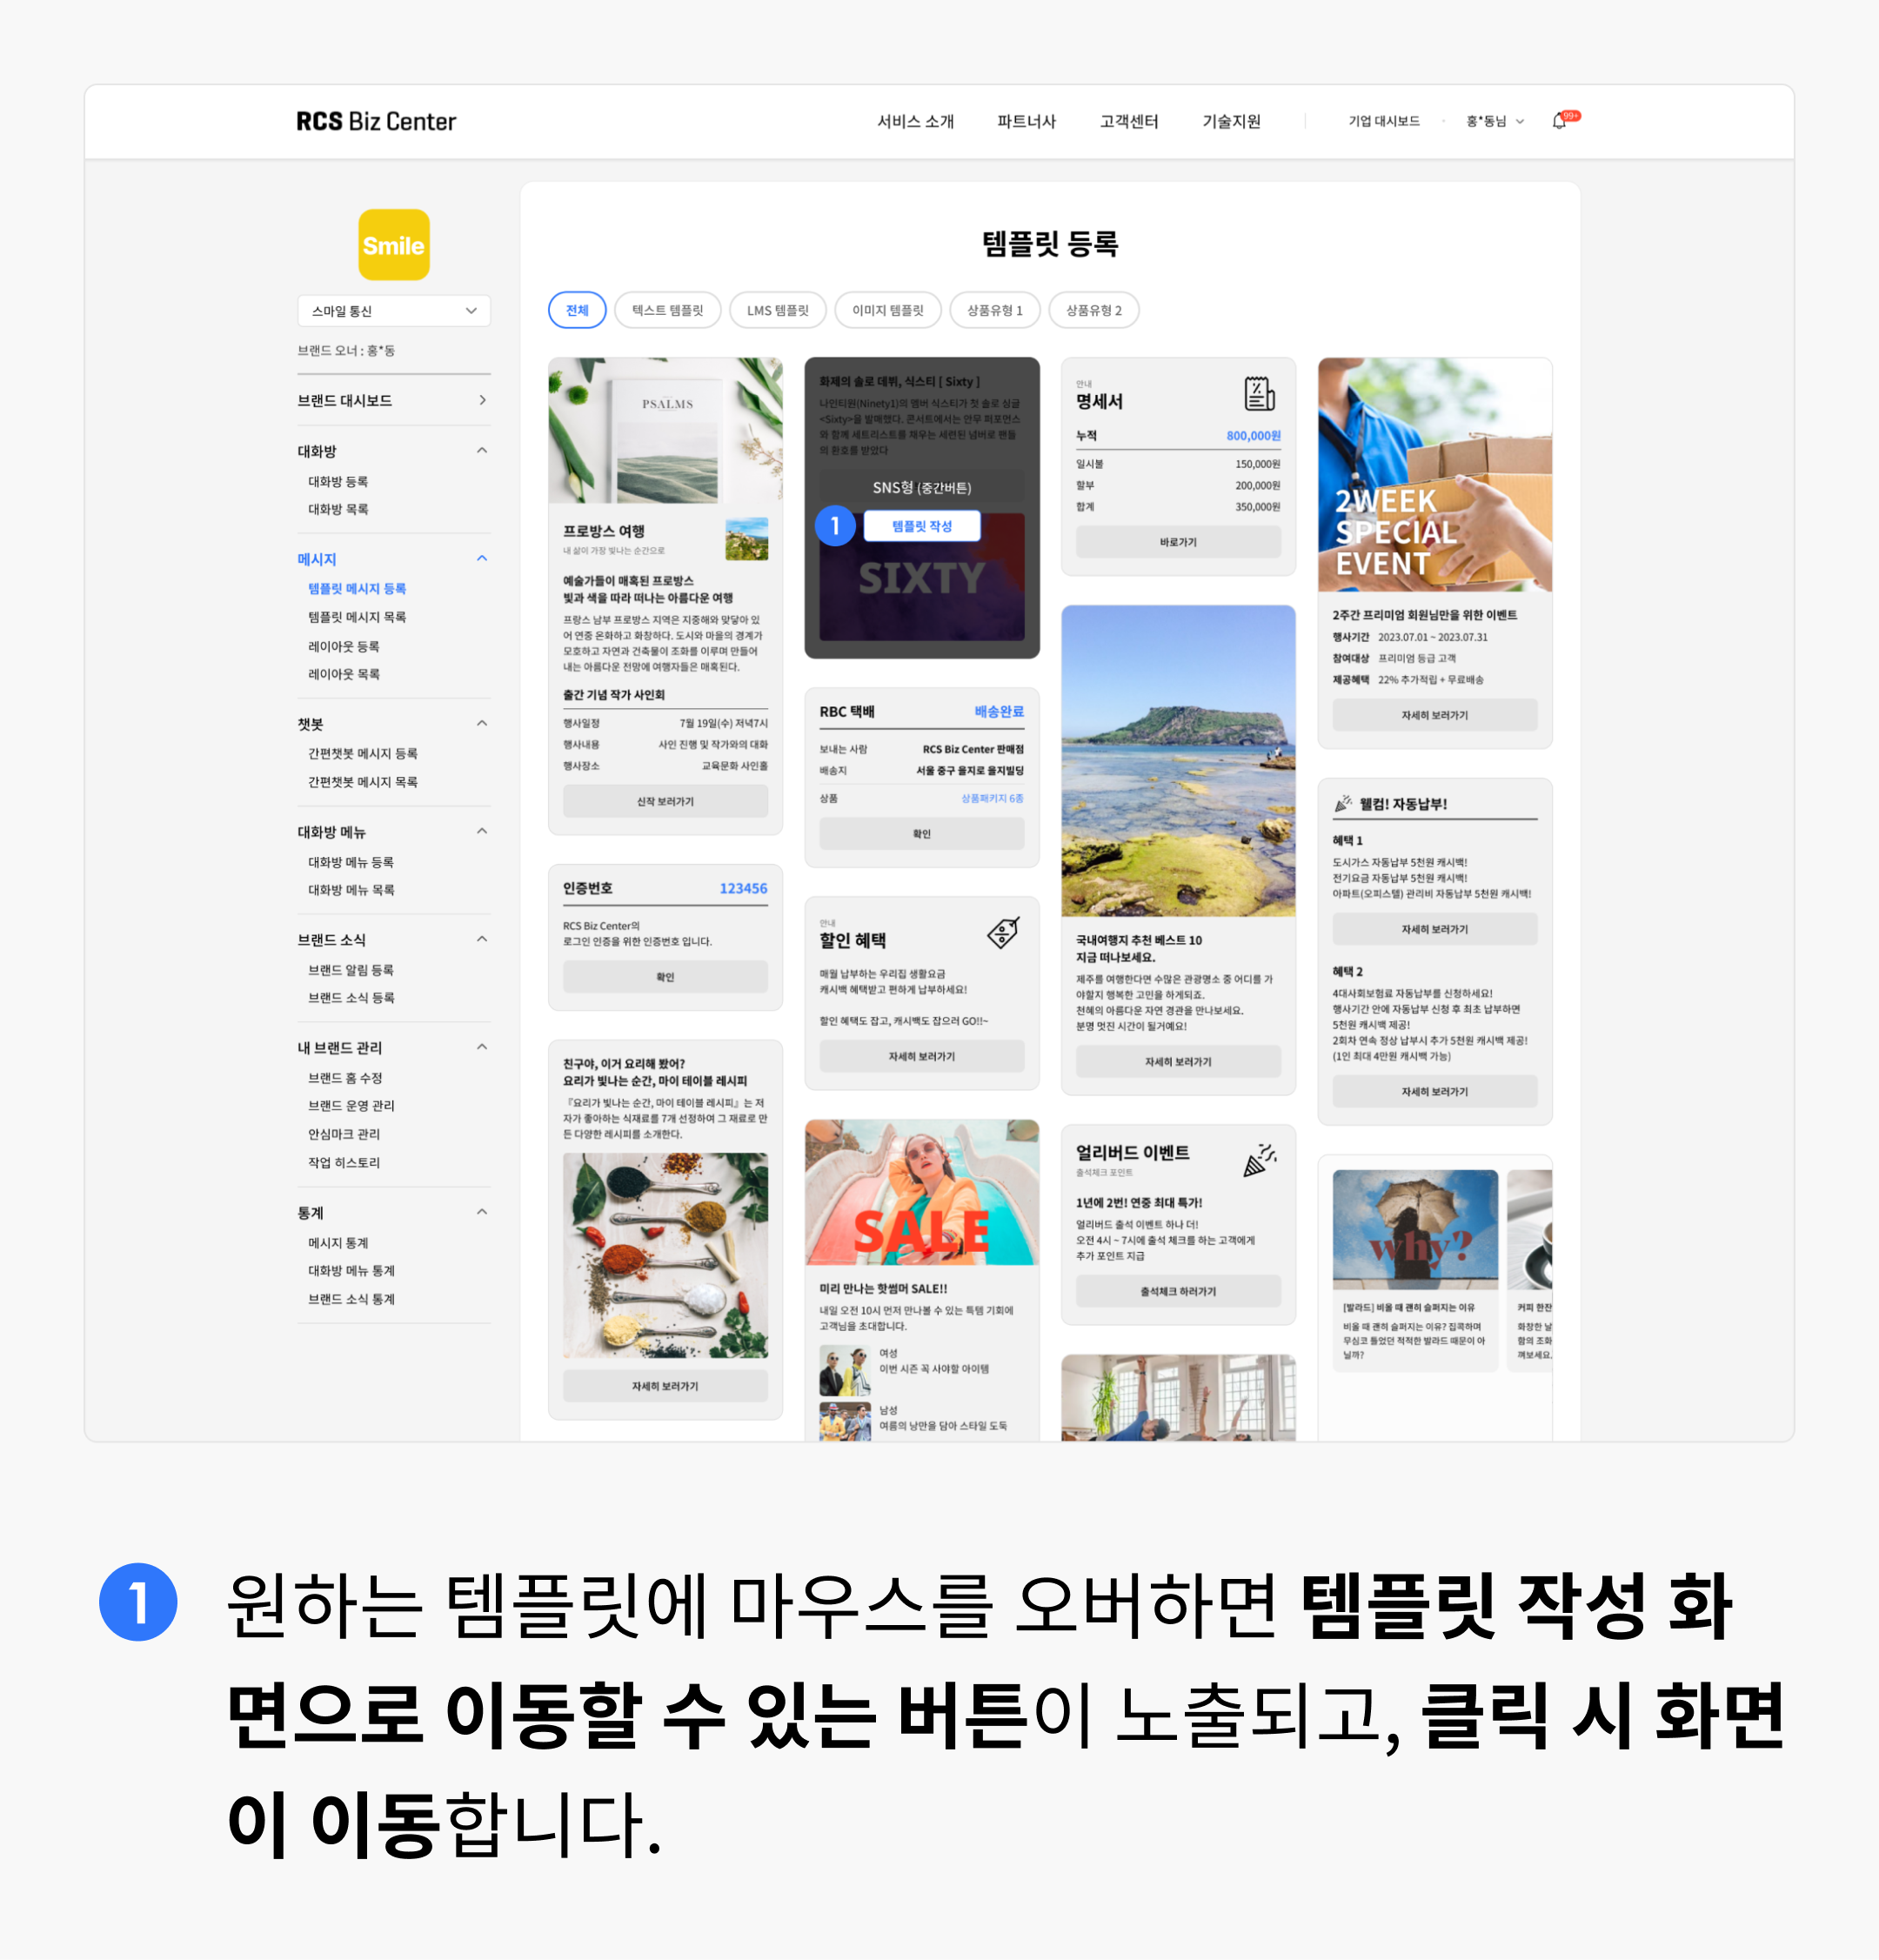 RCS Biz Center
서비스 소개
파트너사
고객센터
기술지원
기업 대시보드
홍*동님
99+
Smile
스마일 통신
브랜드 오너 : 홍*동
브랜드 대시보드
대화방
대화방 등록
대화방 목록
메시지
템플릿 메시지 등록
템플릿 메시지 목록
레이아웃 등록
레이아웃 목록
챗봇
간편챗봇 메시지 등록
간편챗봇 메시지 목록
대화방 메뉴
대화방 메뉴 등록
대화방 메뉴 목록
브랜드 소식
브랜드 알림 등록
브랜드 소식 등록
내 브랜드 관리
브랜드 홈 수정
브랜드 운영 관리
안심마크 관리
작업 히스토리
통계
메시지 통계
대화방 메뉴 통계
브랜드 소식 통계
템플릿 등록
전체
텍스트 템플릿
LMS 템플릿
이미지 템플릿
상품유형 1
상품유형 2
PSALMS
프로방스 여행
내 삶이 가장 빛나는 순간으로
예술가들이 매혹된 프로방스
빛과 색을 따라 떠나는 아름다운 여행
프랑스 남부 프로방스 지역은 지중해와 맞닿아 있
어 연중 온화하고 화창하다. 도시와 마을의 경계가
모호하고 자연과 건축물이 조화를 이루며 만들어
내는 아름다운 전망에 여행자들은 매혹된다.
출간 기념 작가 사인회
행사일정 7월 19일(수) 저녁7시
행사내용 사인 진행 및 작가와의 대화
행사장소 교육문화 사인홀
신작 보러가기
인증번호 123456
RCS Biz Center의
로그인 인증을 위한 인증번호 입니다.
확인
친구야, 이거 요리해 봤어?
요리가 빛나는 순간, 마이 테이블 레시피
『요리가 빛나는 순간, 마이 테이블 레시피』는 저
자가 좋아하는 식재료를 7개 선정하여 그 재료로 만
든 다양한 레시피를 소개한다.
자세히 보러가기
화제의 솔로 데뷔, 식스티 [ Sixty ]
나인티원(Ninety1)의 멤버 식스티가 첫 솔로 싱글
<Sixty>을 발매했다. 콘서트에서는 안무 퍼포먼스
와 함께 세트리스트를 채우는 세련된 넘버로 팬들
의 환호를 받았다
SNS형 (중간버튼)
1
템플릿 작성
SIXTY
RBC 택배 배송완료
보내는 사람 RCS Biz Center 판매점
배송지 서울 중구 을지로 을지빌딩
상품 상품패키지 6종
확인
안내
할인 혜택
매월 납부하는 우리집 생활요금
캐시백 혜택받고 편하게 납부하세요!
할인 혜택도 잡고, 캐시백도 잡으러 GO!!~
자세히 보러가기
SALE
미리 만나는 핫썸머 SALE!!
내일 오전 10시 먼저 만나볼 수 있는 특템 기회에
고객님을 초대합니다.
여성
이번 시즌 꼭 사야할 아이템
남성
여름의 낭만을 담아 스타일 도둑
안내
명세서
누적 800,000원
일시불 150,000원
할부 200,000원
합계 350,000원
바로가기
국내여행지 추천 베스트 10
지금 떠나보세요.
제주를 여행한다면 수많은 관광명소 중 어디를 가
야할지 행복한 고민을 하게되죠.
천혜의 아름다운 자연 경관을 만나보세요.
분명 멋진 시간이 될거예요!
자세히 보러가기
얼리버드 이벤트
출석체크 포인트
1년에 2번! 연중 최대 특가!
얼리버드 출석 이벤트 하나 더!
오전 4시 ~ 7시에 출석 체크를 하는 고객에게
추가 포인트 지급
출석체크 하러가기
2WEEK
SPECIAL
EVENT
2주간 프리미엄 회원님만을 위한 이벤트
행사기간 2023.07.01 ~ 2023.07.31
참여대상 프리미엄 등급 고객
제공혜택 22% 추가적립 + 무료배송
자세히 보러가기
웰컴! 자동납부!
혜택 1
도시가스 자동납부 5천원 캐시백!
전기요금 자동납부 5천원 캐시백!
아파트(오피스텔) 관리비 자동납부 5천원 캐시백!
자세히 보러가기
혜택 2
4대사회보험료 자동납부를 신청하세요!
행사기간 안에 자동납부 신청 후 최초 납부하면
5천원 캐시백 제공!
2회차 연속 정상 납부시 추가 5천원 캐시백 제공!
(1인 최대 4만원 캐시백 가능)
자세히 보러가기
why?
[발라드] 비올 때 괜히 슬퍼지는 이유
비올 때 괜히 슬퍼지는 이유? 집콕하며
무심코 틀었던 적적한 발라드 때문이 아
닐까?
커피 한잔
화창한 날
함의 조화
껴보세요.
1 원하는 템플릿에 마우스를 오버하면 템플릿 작성 화
면으로 이동할 수 있는 버튼이 노출되고, 클릭 시 화면
이 이동합니다.